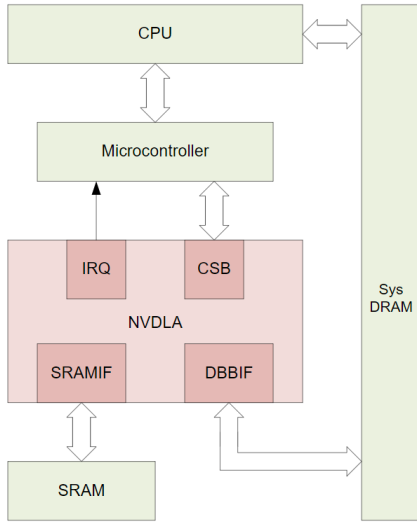 CPU
Microcontroller
IRQ
CSB
NVDLA
Sys
DRAM
SRAMIF
DBBIF
SRAM